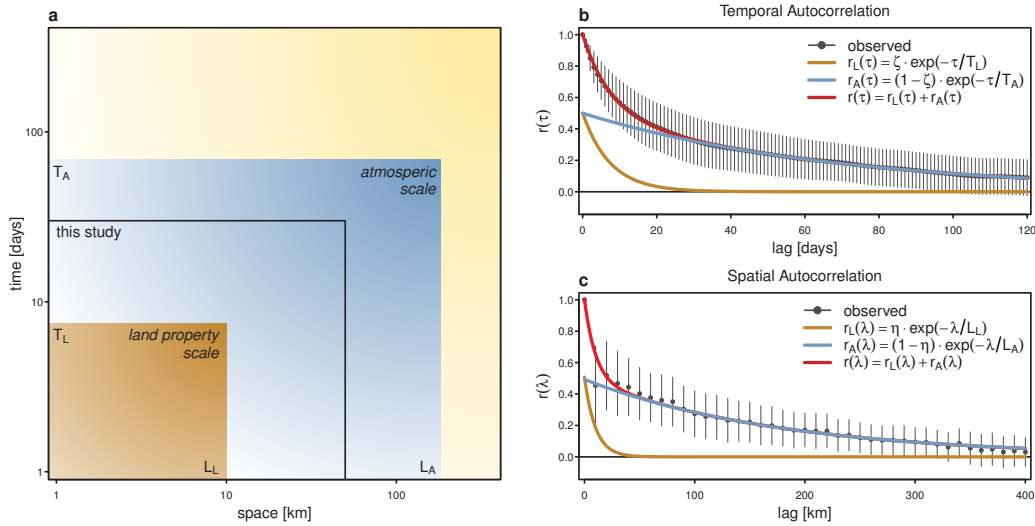 a
time [days]
100
10
1
T_A
atmosperic
scale
this study
T_L
land property
scale
L_L
L_A
1
10
100
space [km]
b
Temporal Autocorrelation
r(τ)
1.0
0.8
0.6
0.4
0.2
0.0
observed
r_L(τ) = ζ · exp(−τ/T_L)
r_A(τ) = (1 − ζ) · exp(−τ/T_A)
r(τ) = r_L(τ) + r_A(τ)
0 20 40 60 80 100 120
lag [days]
c
Spatial Autocorrelation
r(λ)
1.0
0.8
0.6
0.4
0.2
0.0
observed
r_L(λ) = η · exp(−λ/L_L)
r_A(λ) = (1 − η) · exp(−λ/L_A)
r(λ) = r_L(λ) + r_A(λ)
0 100 200 300 400
lag [km]